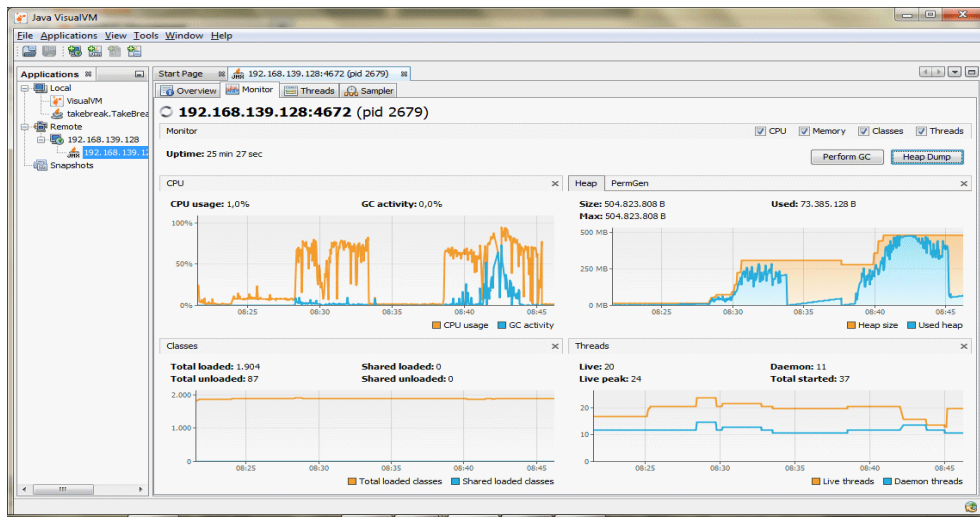 Java VisualVM
File Applications View Tools Window Help
Applications
Local
VisualVM
takebreak.TakeBrea
Remote
192.168.139.128
192.168.139.12
Snapshots
Start Page
JMX 192.168.139.128:4672 (pid 2679)
Overview Monitor Threads Sampler
192.168.139.128:4672 (pid 2679)
Monitor CPU Memory Classes Threads
Uptime: 25 min 27 sec
Perform GC Heap Dump
CPU
CPU usage: 1,0% GC activity: 0,0%
100%
50%
0%
08:25 08:30 08:35 08:40 08:45
CPU usage GC activity
Heap PermGen
Size: 504.823.808 B Used: 73.385.128 B
Max: 504.823.808 B
500 MB
250 MB
0 MB
08:25 08:30 08:35 08:40 08:45
Heap size Used heap
Classes
Total loaded: 1.904 Shared loaded: 0
Total unloaded: 87 Shared unloaded: 0
2.000
1.000
0
08:25 08:30 08:35 08:40 08:45
Total loaded classes Shared loaded classes
Threads
Live: 20 Daemon: 11
Live peak: 24 Total started: 37
20
10
0
08:25 08:30 08:35 08:40 08:45
Live threads Daemon threads